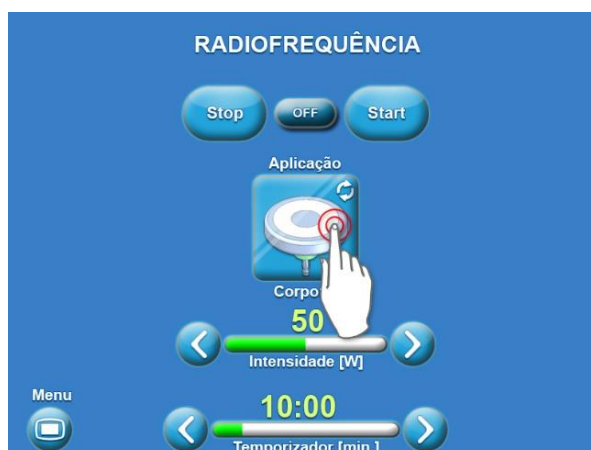 RADIOFREQUÊNCIA
Stop OFF Start
Aplicação
Corpo
50
Intensidade [W]
Menu
10:00
Temporizador [min.]